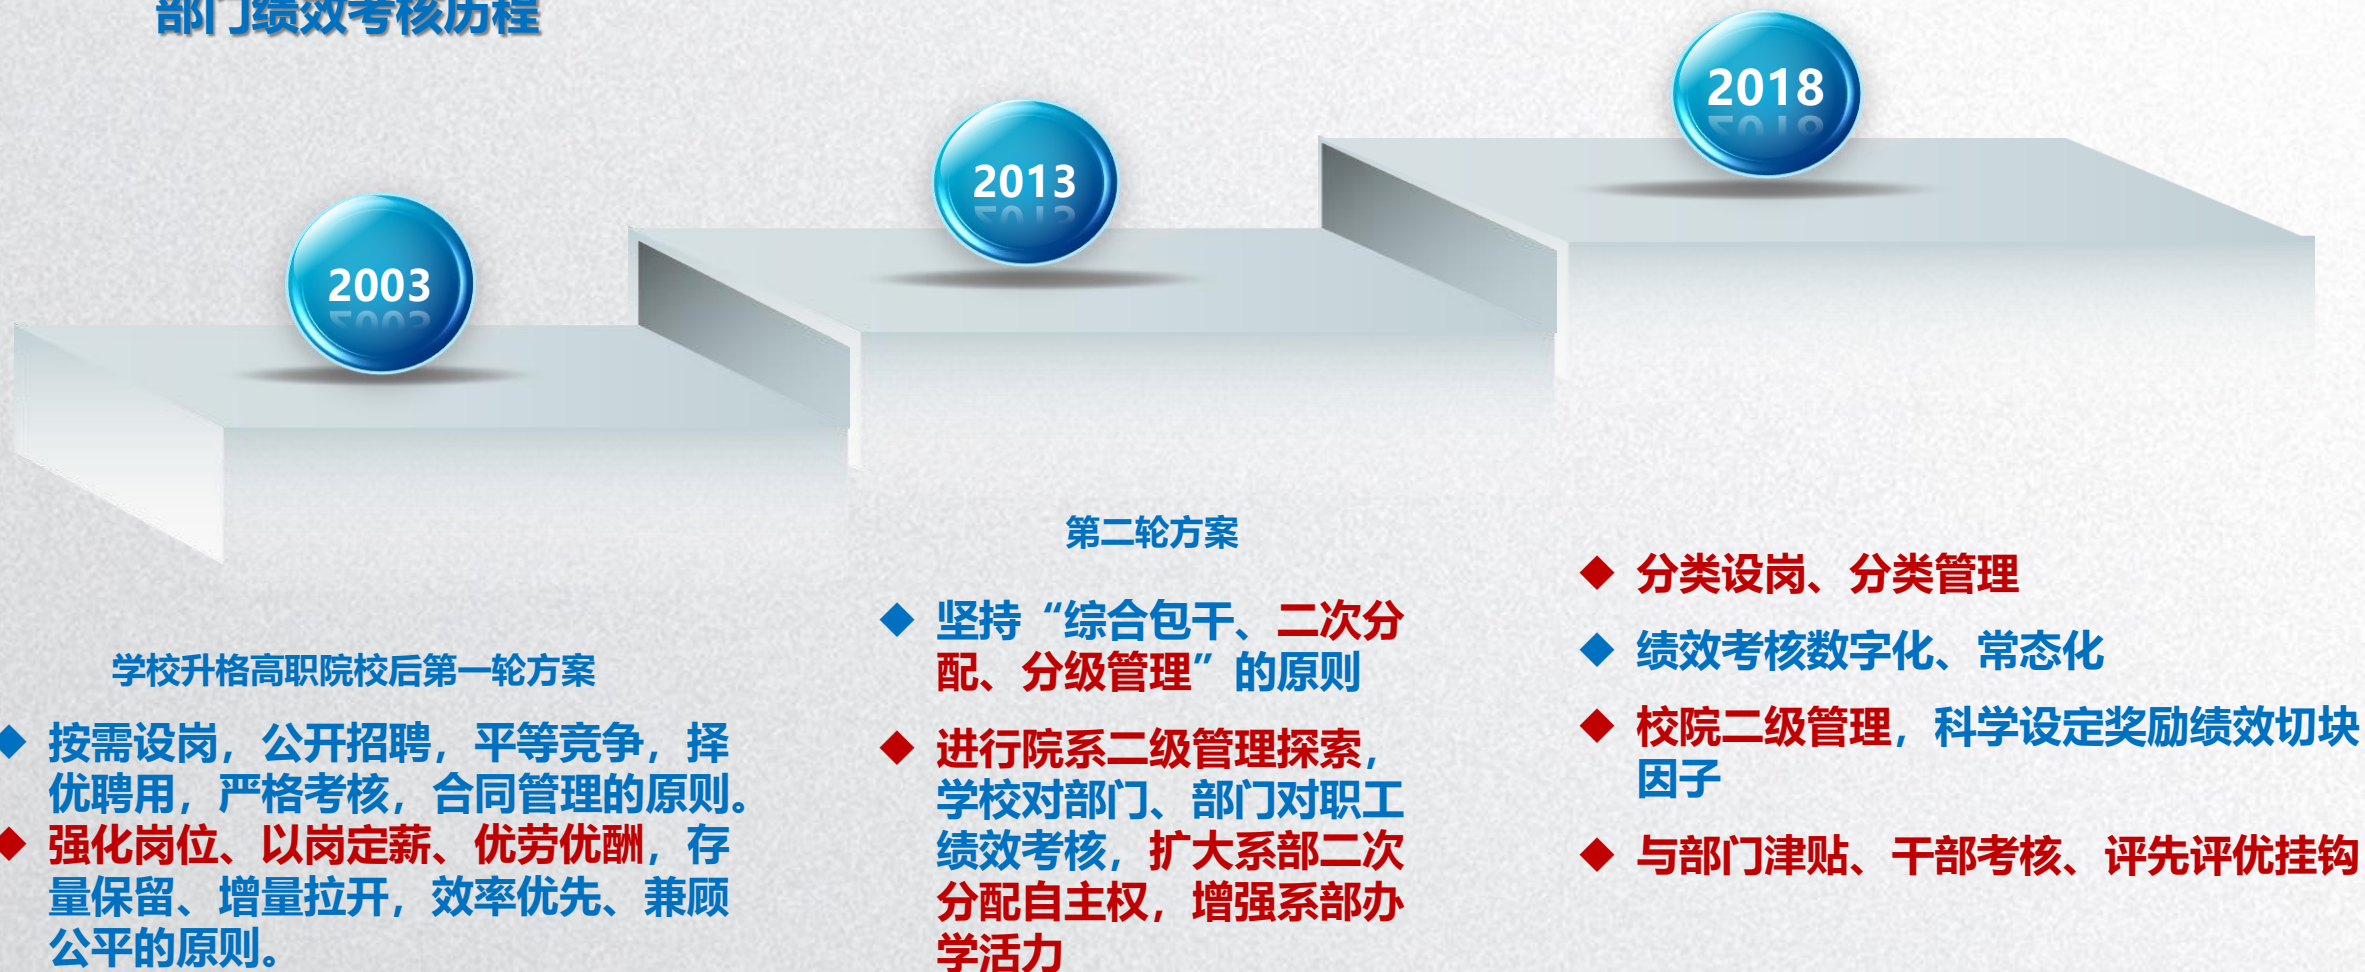 部门绩效考核历程
2003
2013
2018
学校升格高职院校后第一轮方案
按需设岗，公开招聘，平等竞争，择
优聘用，严格考核，合同管理的原则。
强化岗位、以岗定薪、优劳优酬，存
量保留、增量拉开，效率优先、兼顾
公平的原则。
第二轮方案
坚持“综合包干、二次分
配、分级管理”的原则
进行院系二级管理探索，
学校对部门、部门对职工
绩效考核，扩大系部二次
分配自主权，增强系部办
学活力
分类设岗、分类管理
绩效考核数字化、常态化
校院二级管理，科学设定奖励绩效切块
因子
与部门津贴、干部考核、评先评优挂钩